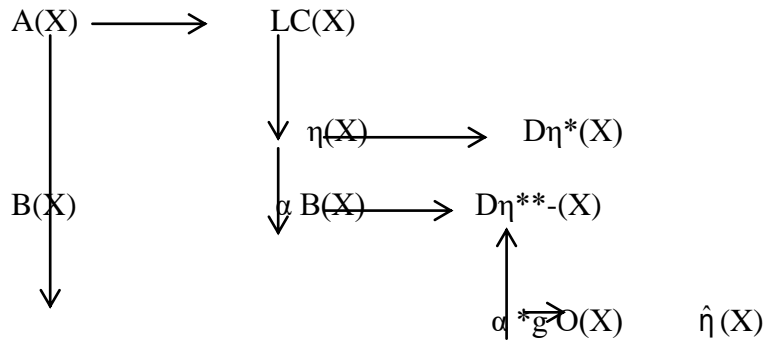 A(X) LC(X)
η(X) Dη*(X)
B(X) α B(X) Dη**-(X)
α *g O(X) η̂ (X)